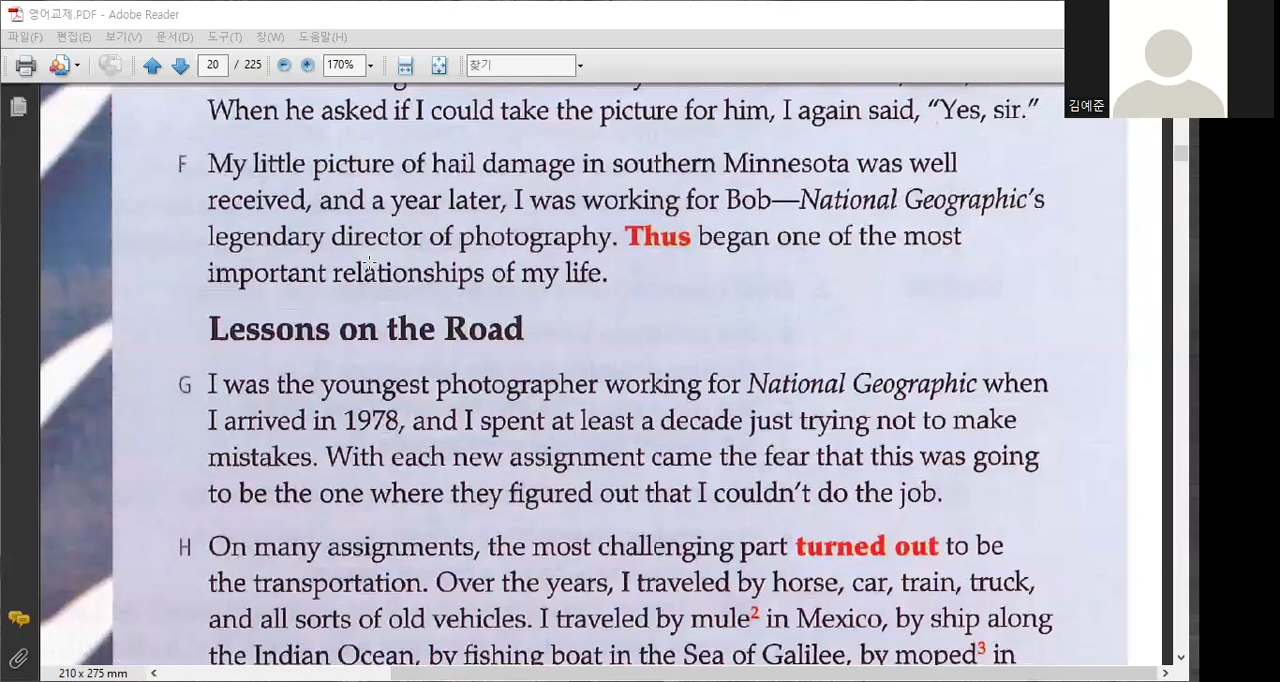 영어교제.PDF - Adobe Reader
파일(F) 편집(E) 보기(V) 문서(D) 도구(T) 창(W) 도움말(H)
20 / 225 170% 찾기
김예준
When he asked if I could take the picture for him, I again said, “Yes, sir.”
F My little picture of hail damage in southern Minnesota was well
received, and a year later, I was working for Bob—National Geographic’s
legendary director of photography. Thus began one of the most
important relationships of my life.
Lessons on the Road
G I was the youngest photographer working for National Geographic when
I arrived in 1978, and I spent at least a decade just trying not to make
mistakes. With each new assignment came the fear that this was going
to be the one where they figured out that I couldn’t do the job.
H On many assignments, the most challenging part turned out to be
the transportation. Over the years, I traveled by horse, car, train, truck,
and all sorts of old vehicles. I traveled by mule² in Mexico, by ship along
the Indian Ocean, by fishing boat in the Sea of Galilee, by moped³ in
210 x 275 mm